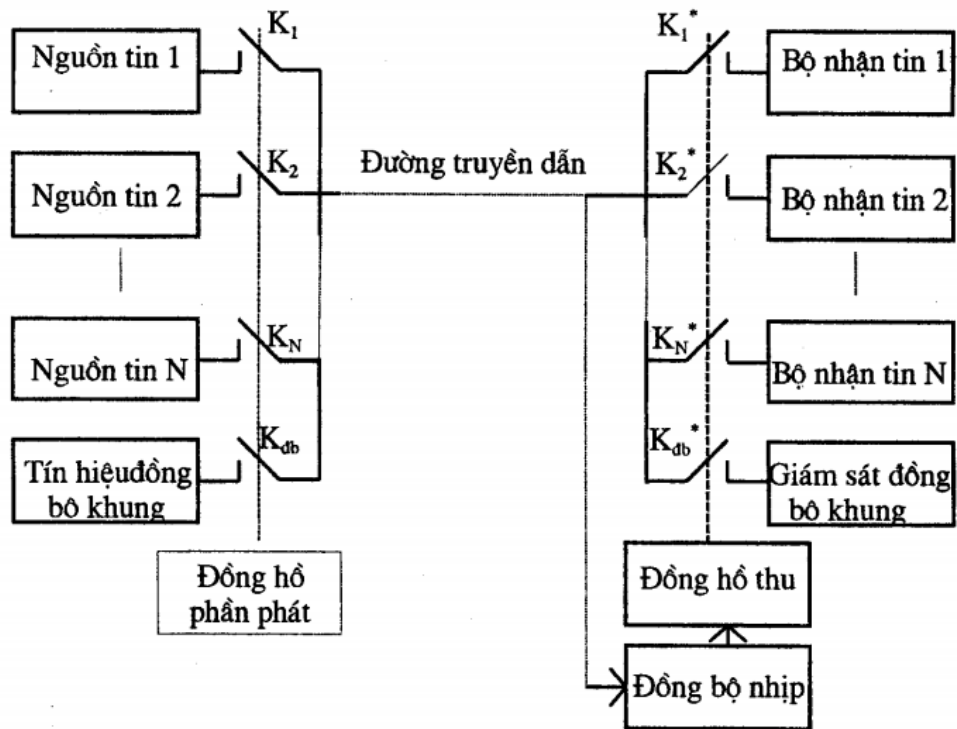 K1
K1*
Nguồn tin 1
Bộ nhận tin 1
K2
Đường truyền dẫn
K2*
Nguồn tin 2
Bộ nhận tin 2
KN
KN*
Nguồn tin N
Bộ nhận tin N
Kđb
Kđb*
Tín hiệuđồng
bộ khung
Giám sát đồng
bộ khung
Đồng hồ
phần phát
Đồng hồ thu
Đồng bộ nhịp